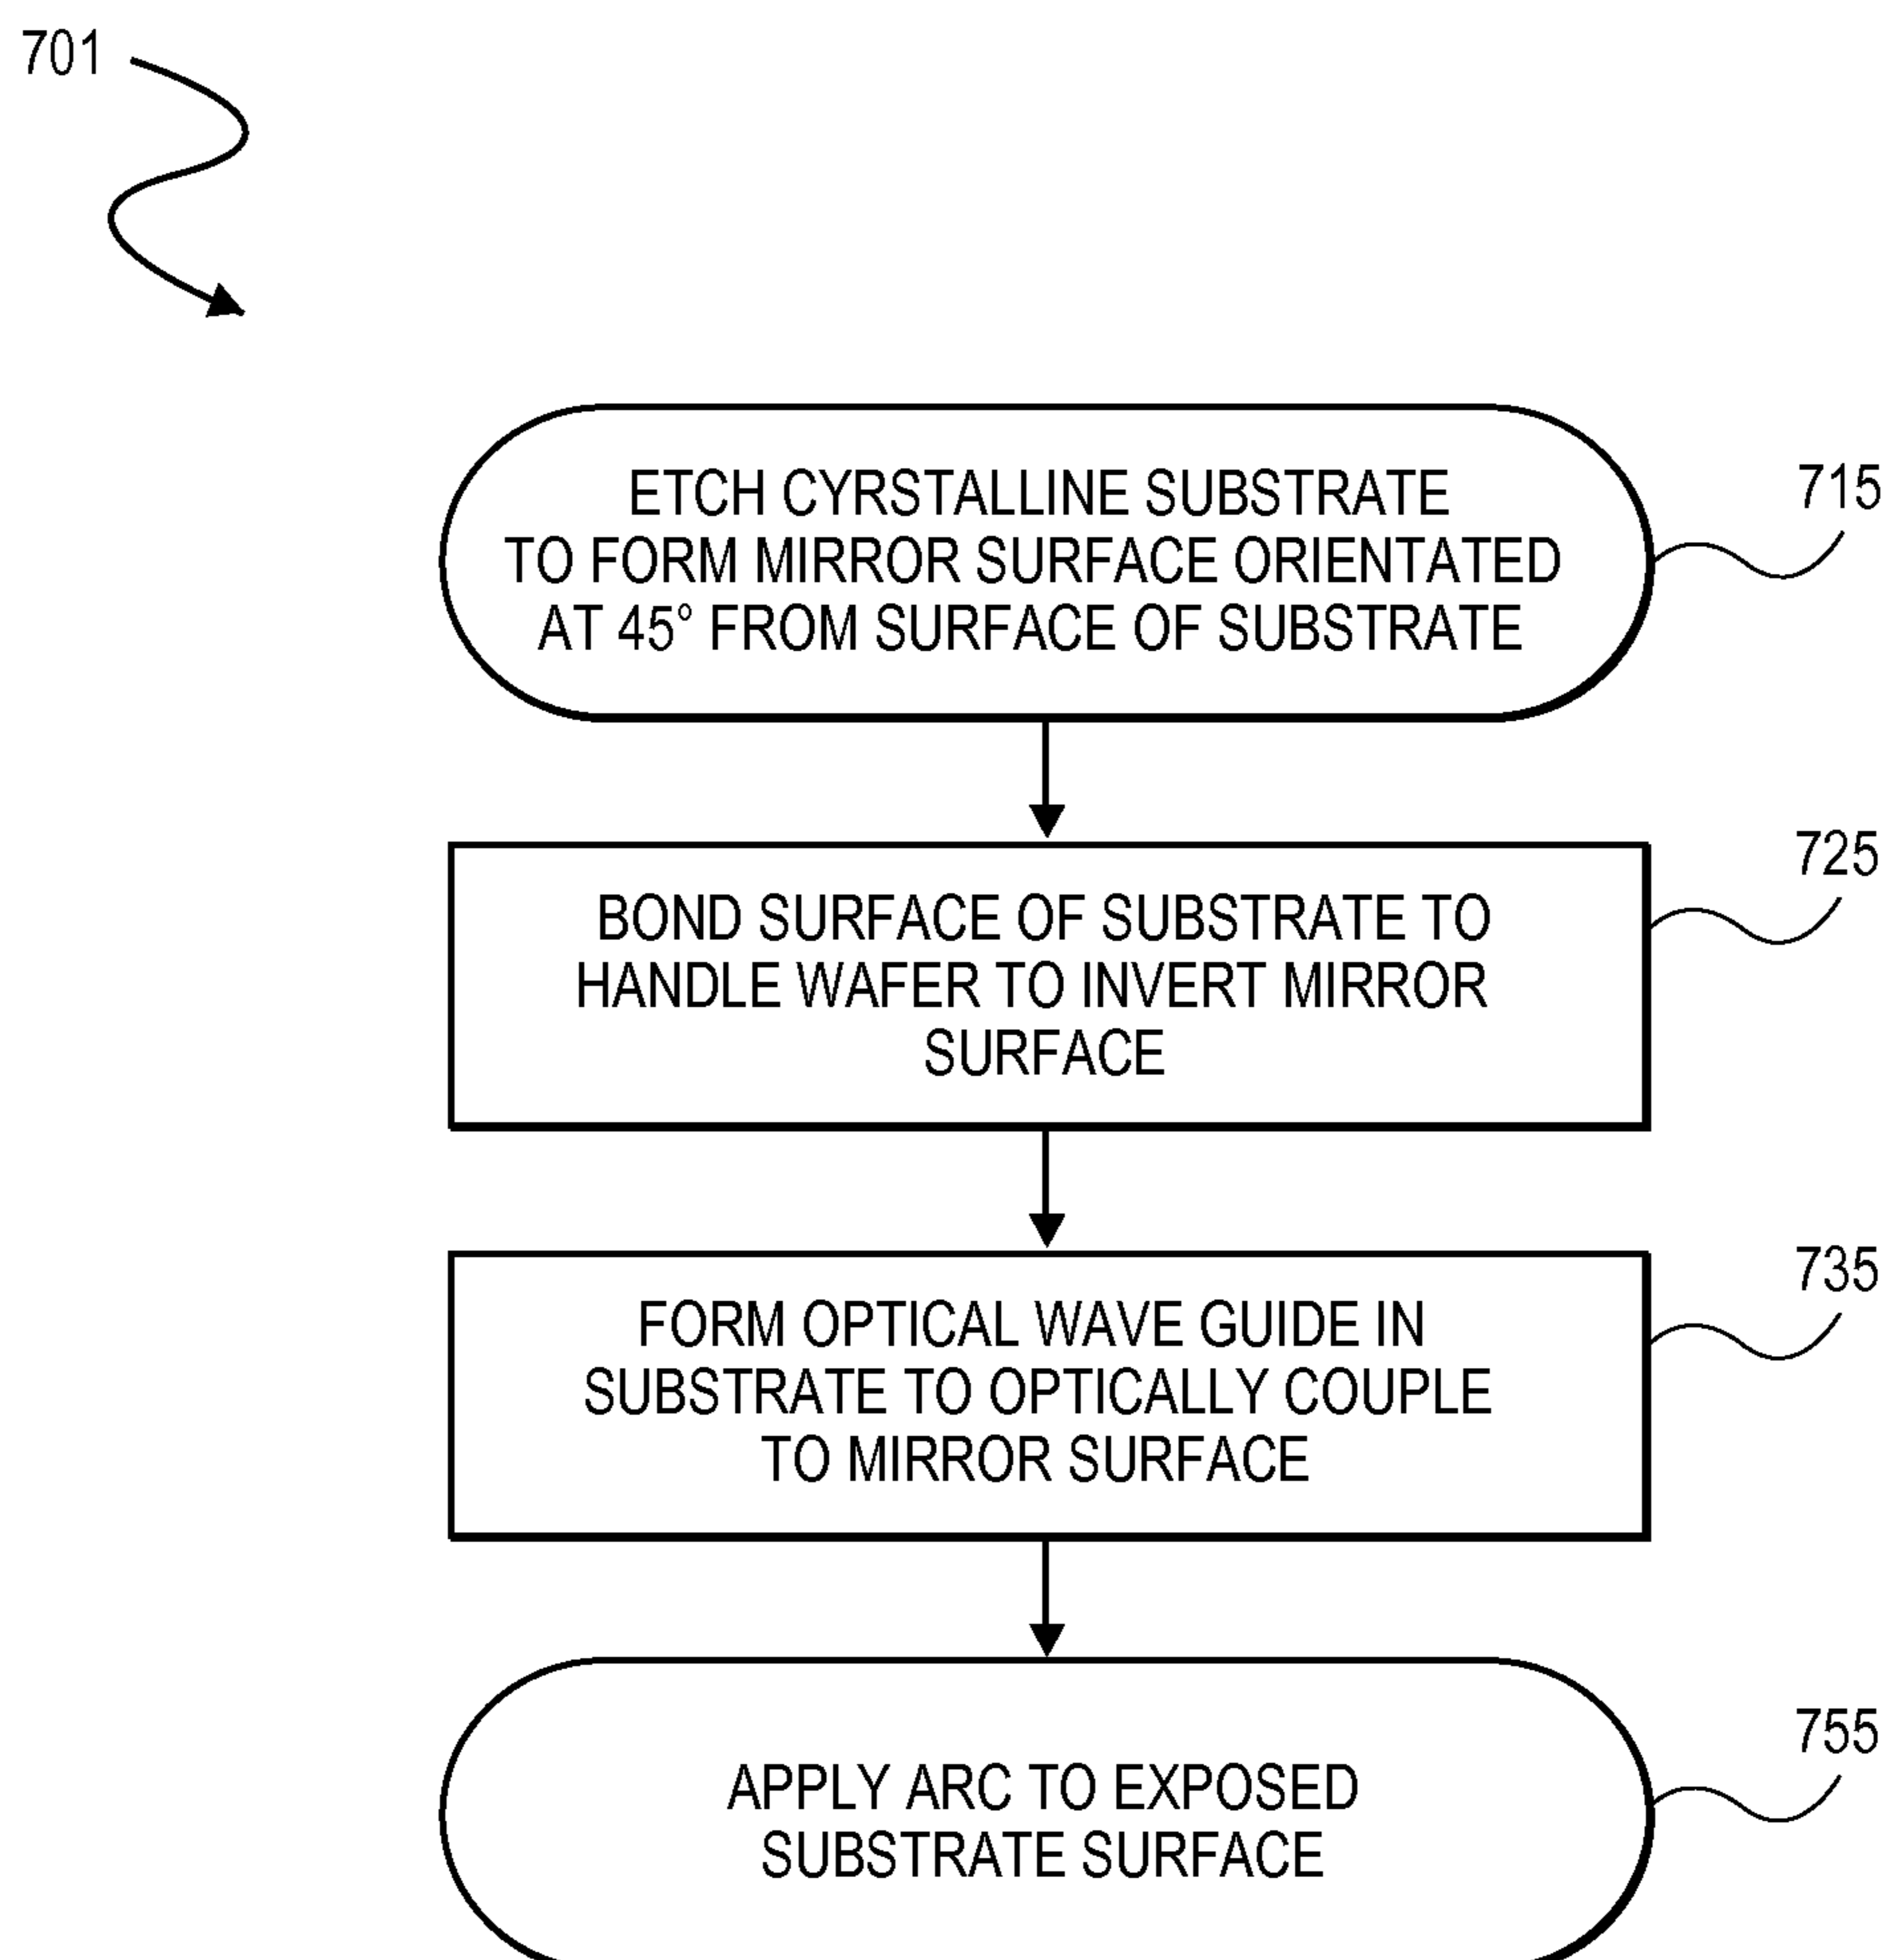 701
ETCH CYRSTALLINE SUBSTRATE
TO FORM MIRROR SURFACE ORIENTATED
AT 45° FROM SURFACE OF SUBSTRATE
715
BOND SURFACE OF SUBSTRATE TO
HANDLE WAFER TO INVERT MIRROR
SURFACE
725
FORM OPTICAL WAVE GUIDE IN
SUBSTRATE TO OPTICALLY COUPLE
TO MIRROR SURFACE
735
APPLY ARC TO EXPOSED
SUBSTRATE SURFACE
755